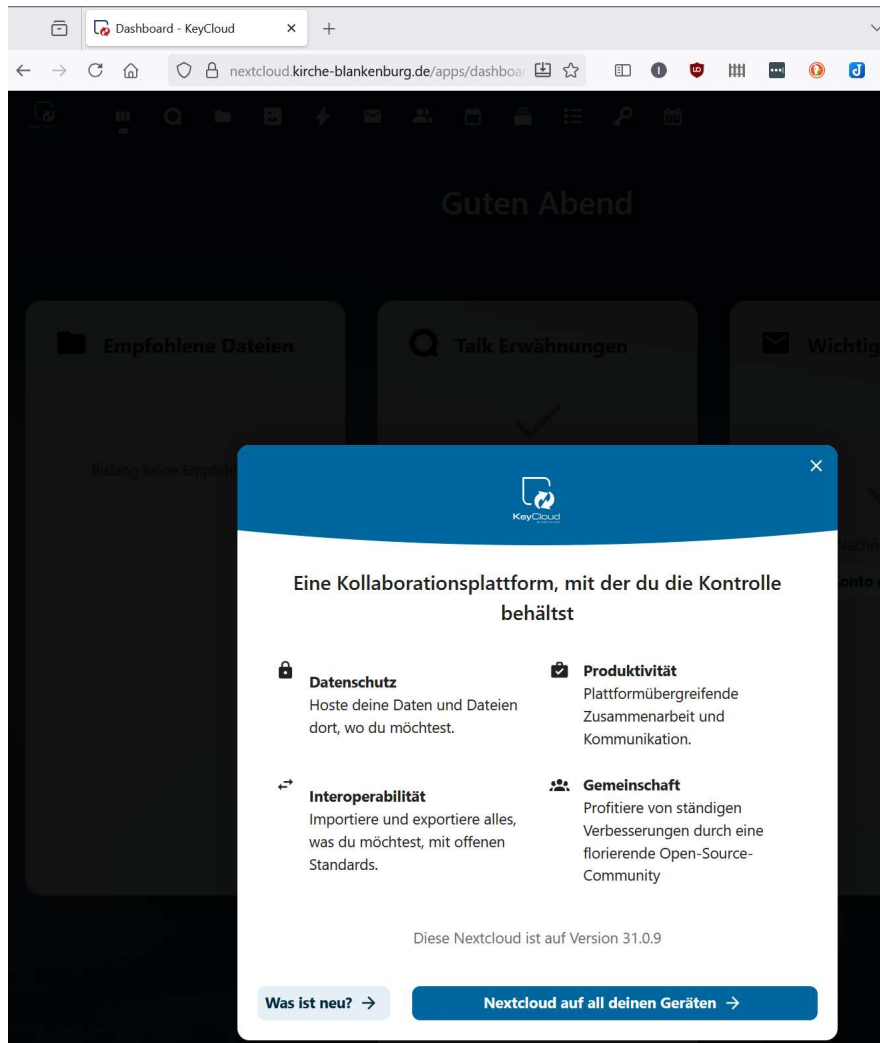 Dashboard - KeyCloud
nextcloud.kirche-blankenburg.de/apps/dashboar
Guten Abend
Empfohlene Dateien
Talk Erwähnungen
Wichtig
Bislang keine Empfehl
Nachri
onto
KeyCloud
Eine Kollaborationsplattform, mit der du die Kontrolle
behältst
Datenschutz
Hoste deine Daten und Dateien
dort, wo du möchtest.
Produktivität
Plattformübergreifende
Zusammenarbeit und
Kommunikation.
Interoperabilität
Importiere und exportiere alles,
was du möchtest, mit offenen
Standards.
Gemeinschaft
Profitiere von ständigen
Verbesserungen durch eine
florierende Open-Source-
Community
Diese Nextcloud ist auf Version 31.0.9
Was ist neu? →
Nextcloud auf all deinen Geräten →